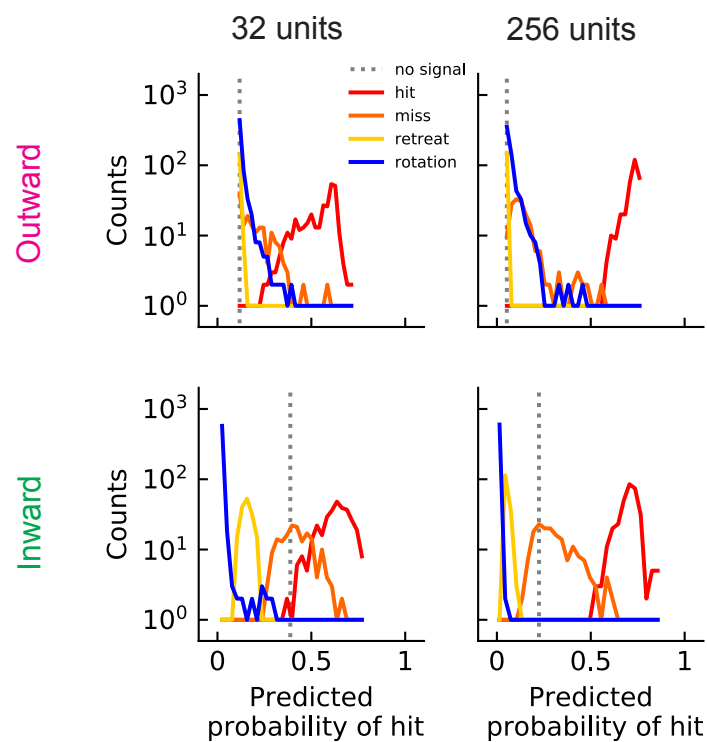 32 units
256 units
no signal
hit
miss
retreat
rotation
Outward
Counts
10³
10²
10¹
10⁰
Inward
Counts
10³
10²
10¹
10⁰
0
0.5
1
0
0.5
1
Predicted
probability of hit
Predicted
probability of hit